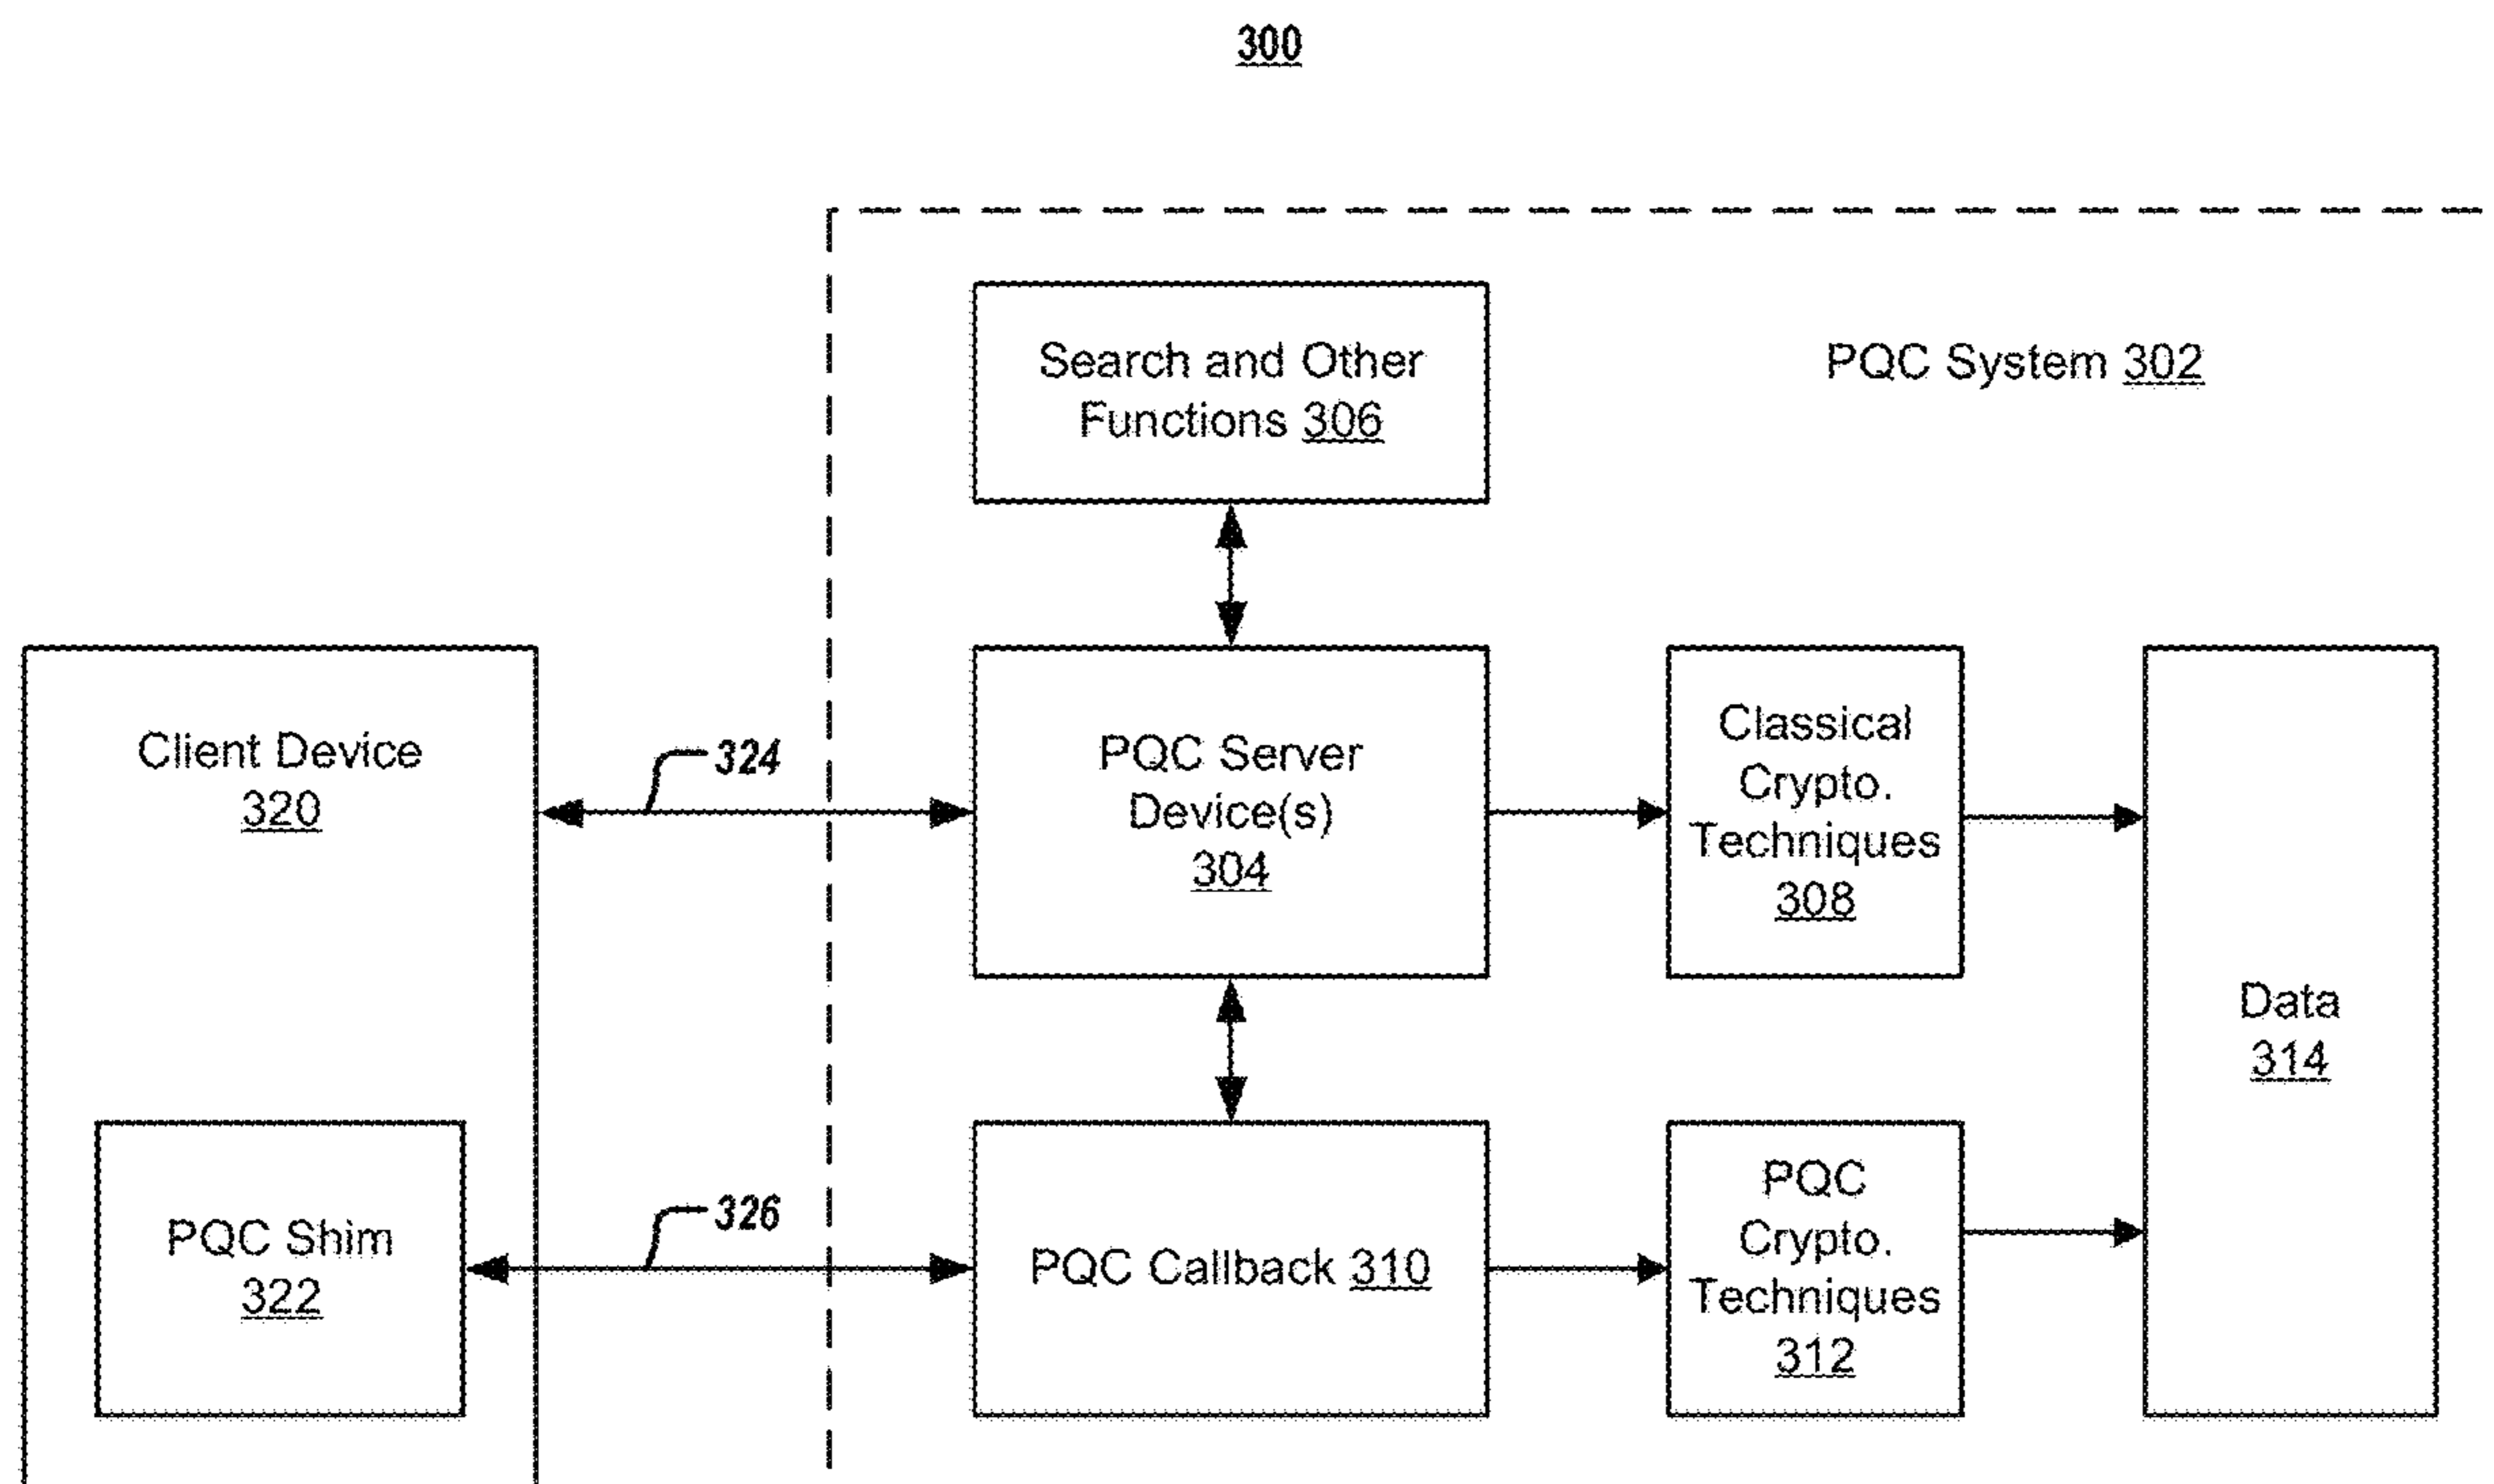 300
Search and Other
Functions 306
PQC System 302
Client Device
320
324
PQC Server
Device(s)
304
Classical
Crypto.
Techniques
308
Data
314
PQC Shim
322
326
PQC Callback 310
PQC
Crypto.
Techniques
312